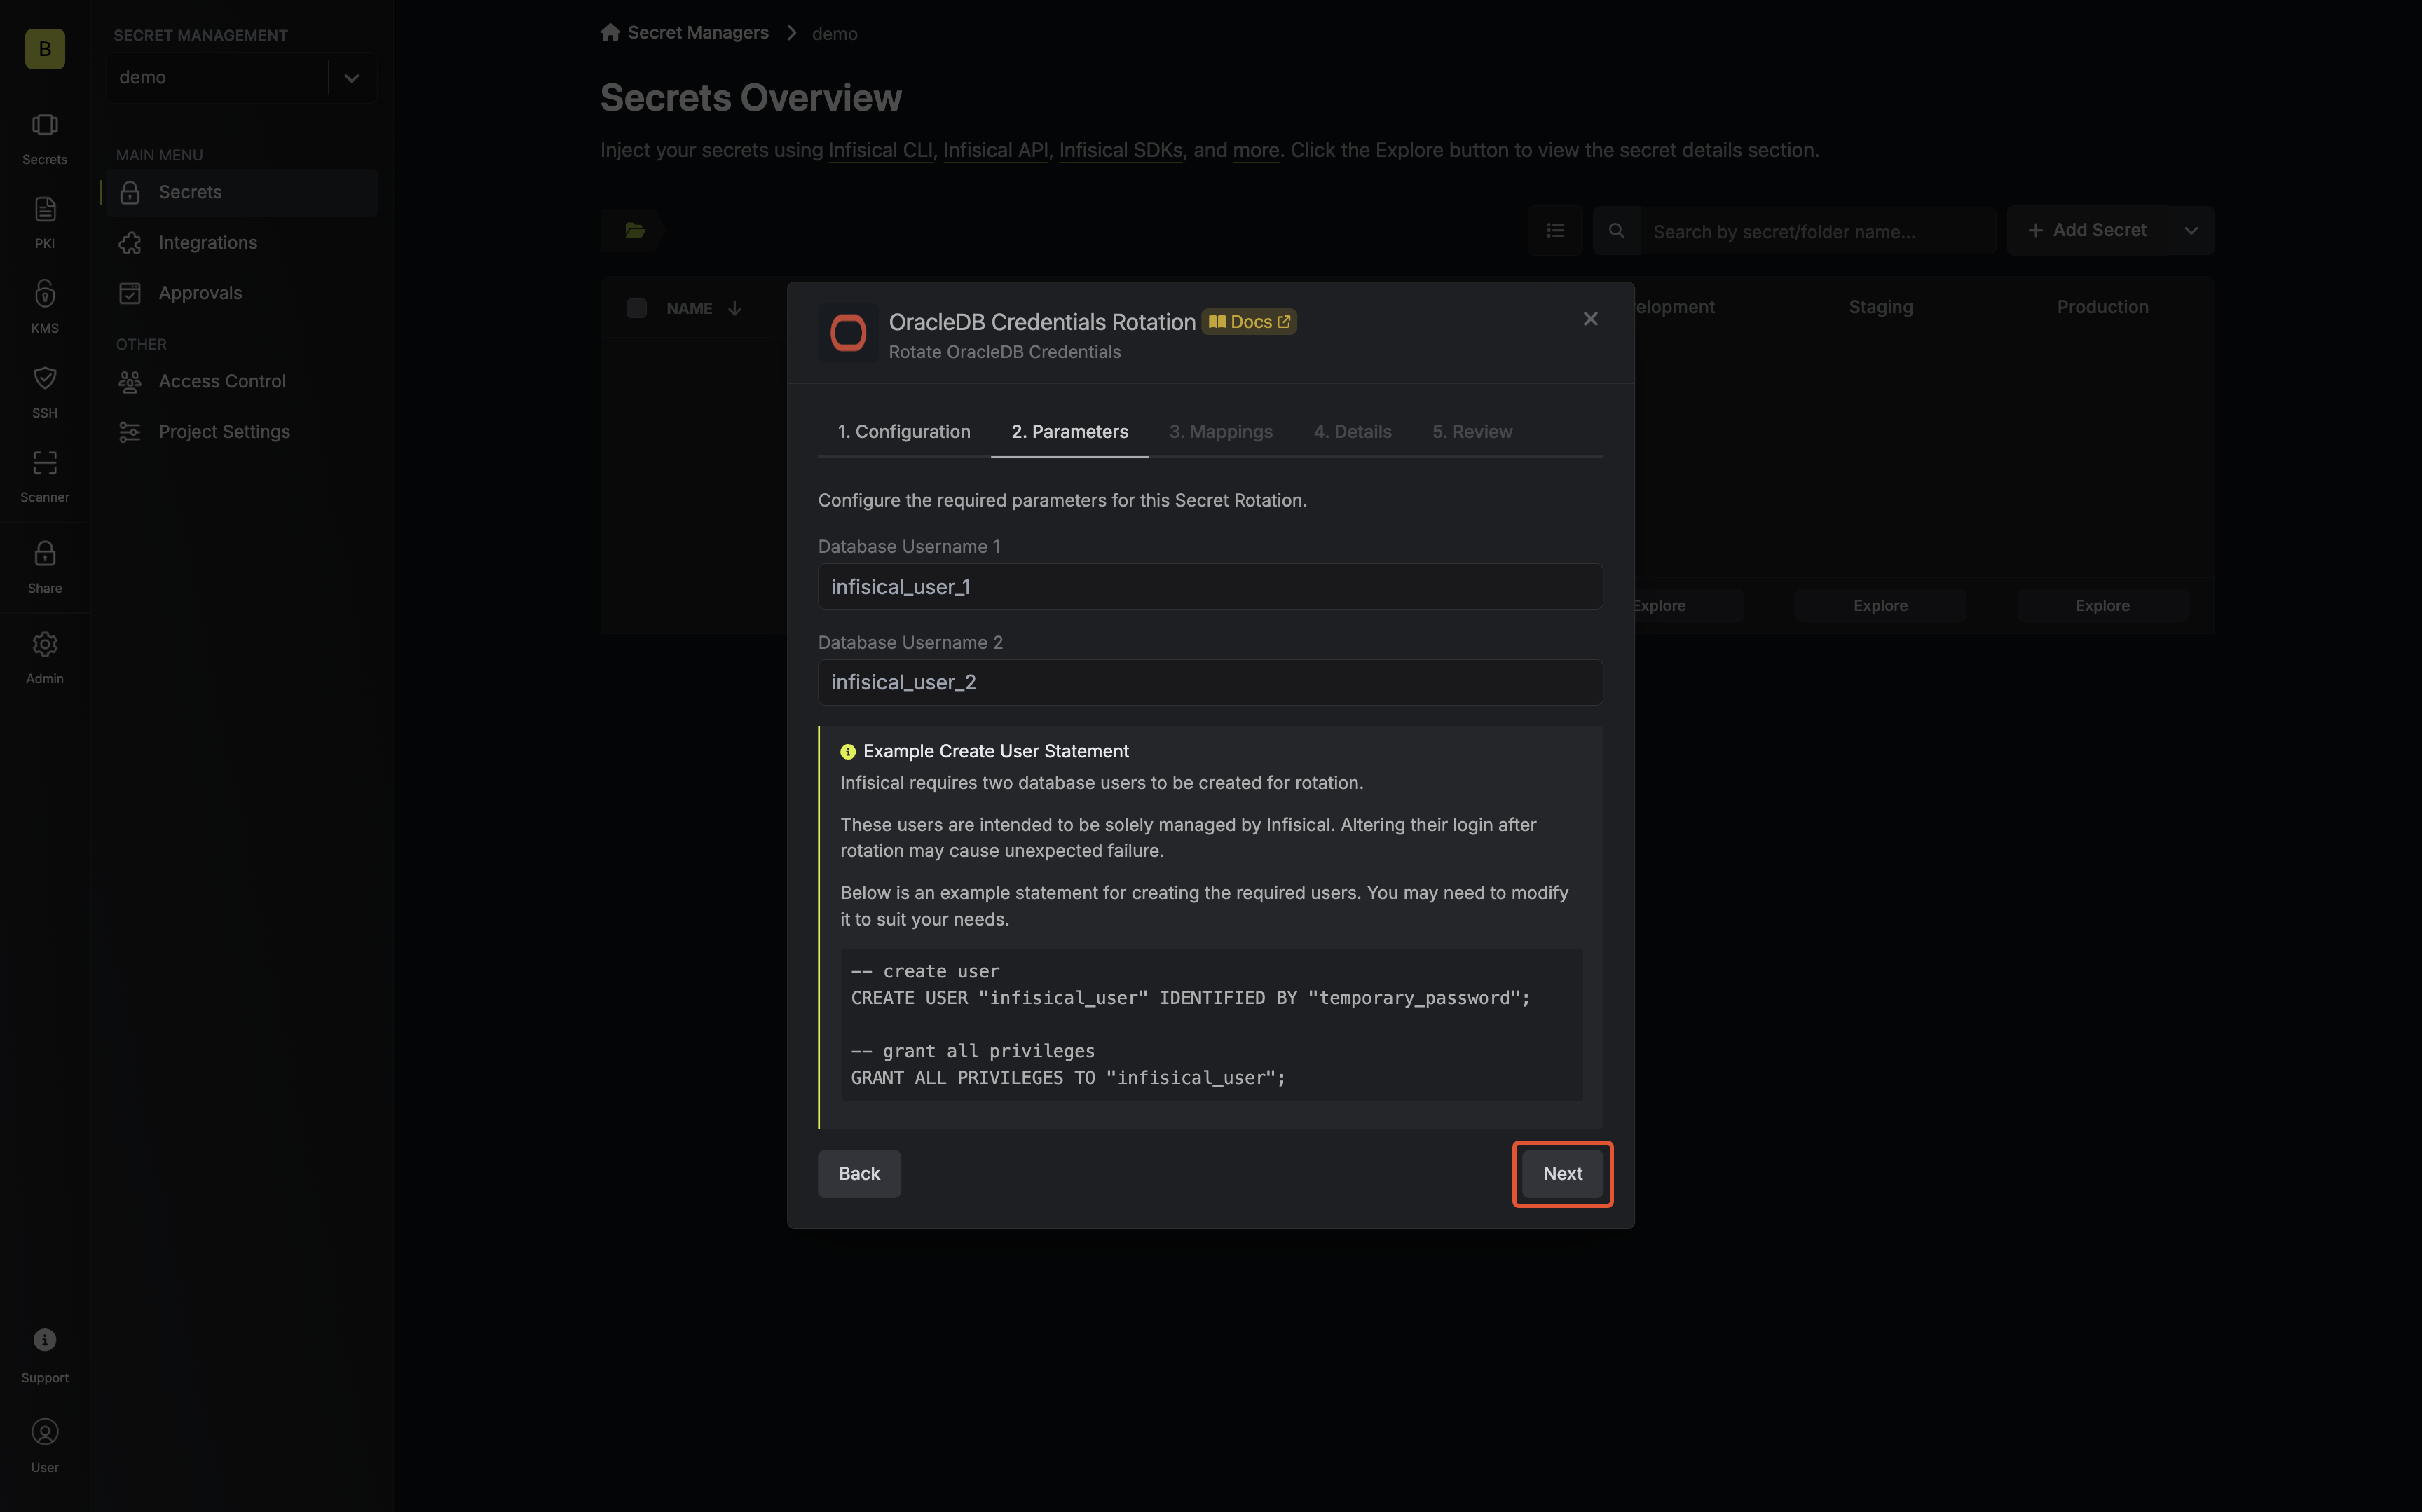 B
Secrets
PKI
KMS
SSH
Scanner
Share
Admin
Support
User
SECRET MANAGEMENT
demo
MAIN MENU
Secrets
Integrations
Approvals
OTHER
Access Control
Project Settings
Secret Managers
demo
Secrets Overview
Inject your secrets using Infisical CLI, Infisical API, Infisical SDKs, and more. Click the Explore button to view the secret details section.
Search by secret/folder name...
Add Secret
NAME
elopment
Staging
Production
Explore
Explore
Explore
OracleDB Credentials Rotation
Docs
Rotate OracleDB Credentials
1. Configuration
2. Parameters
3. Mappings
4. Details
5. Review
Configure the required parameters for this Secret Rotation.
Database Username 1
infisical_user_1
Database Username 2
infisical_user_2
Example Create User Statement
Infisical requires two database users to be created for rotation.
These users are intended to be solely managed by Infisical. Altering their login after
rotation may cause unexpected failure.
Below is an example statement for creating the required users. You may need to modify
it to suit your needs.
-- create user
CREATE USER "infisical_user" IDENTIFIED BY "temporary_password";
-- grant all privileges
GRANT ALL PRIVILEGES TO "infisical_user";
Back
Next